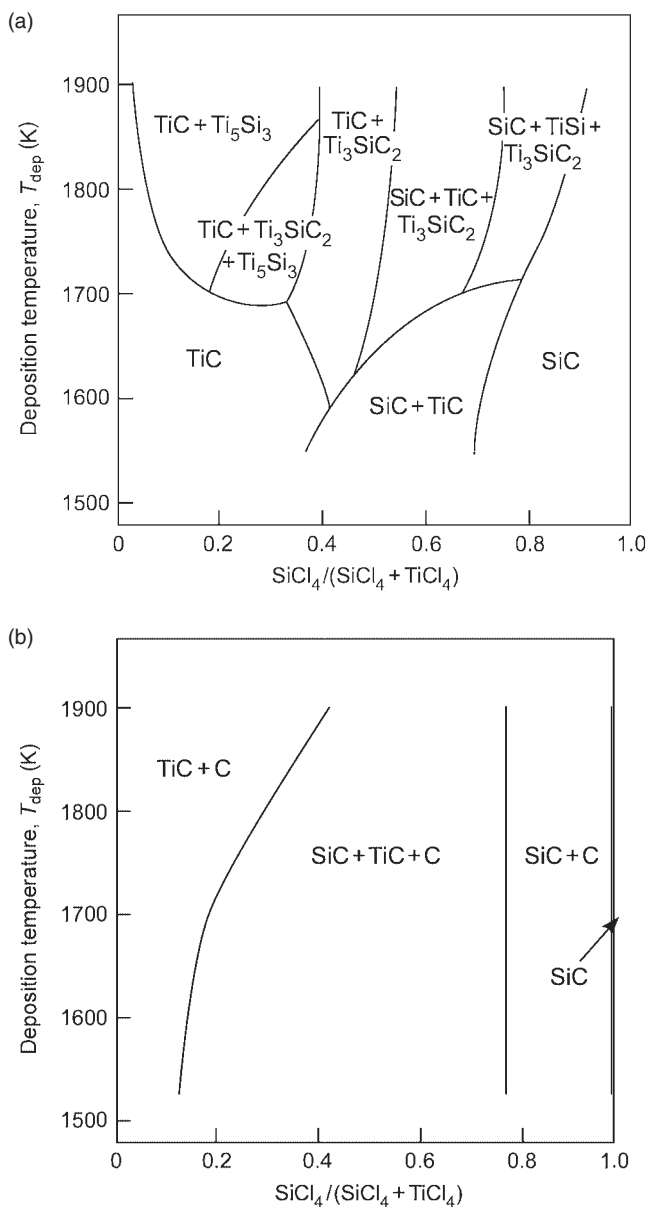 (a)
1900
1800
1700
1600
1500
Deposition temperature, T_dep (K)
TiC + Ti₅Si₃
TiC +
Ti₃SiC₂
SiC + TiSi +
Ti₃SiC₂
SiC + TiC +
Ti₃SiC₂
TiC + Ti₃SiC₂
+ Ti₅Si₃
TiC
SiC + TiC
SiC
0 0.2 0.4 0.6 0.8 1.0
SiCl₄/(SiCl₄ + TiCl₄)
(b)
1900
1800
1700
1600
1500
Deposition temperature, T_dep (K)
TiC + C
SiC + TiC + C
SiC + C
SiC
0 0.2 0.4 0.6 0.8 1.0
SiCl₄/(SiCl₄ + TiCl₄)